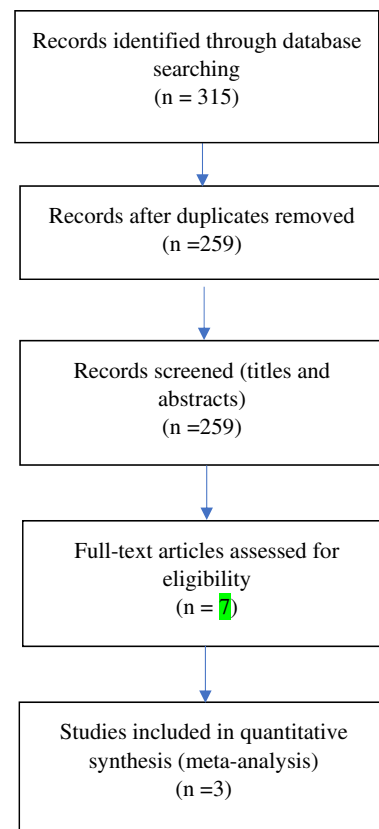 Records identified through database
searching
(n = 315)
Records after duplicates removed
(n =259)
Records screened (titles and
abstracts)
(n =259)
Full-text articles assessed for
eligibility
(n = 7)
Studies included in quantitative
synthesis (meta-analysis)
(n =3)